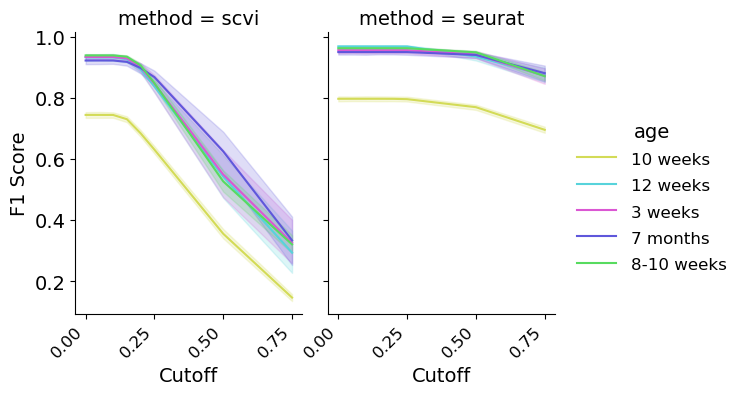 method = scvi
method = seurat
1.0
0.8
0.6
0.4
0.2
F1 Score
0.00
0.25
0.50
0.75
0.00
0.25
0.50
0.75
Cutoff
Cutoff
age
10 weeks
12 weeks
3 weeks
7 months
8-10 weeks